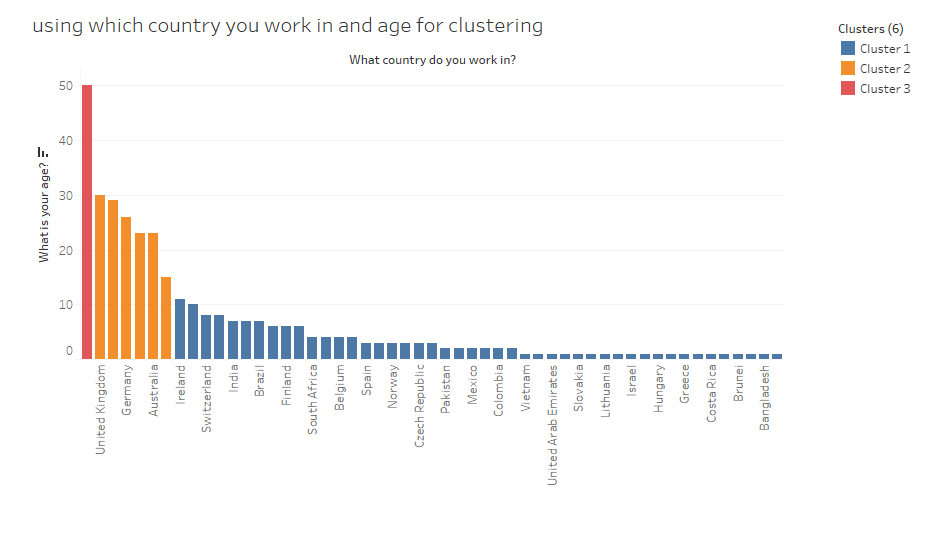 using which country you work in and age for clustering
Clusters (6)
Cluster 1
Cluster 2
Cluster 3
What country do you work in?
What is your age?
50
40
30
20
10
0
United Kingdom
Germany
Australia
Ireland
Switzerland
India
Brazil
Finland
South Africa
Belgium
Spain
Norway
Czech Republic
Pakistan
Mexico
Colombia
Vietnam
United Arab Emirates
Slovakia
Lithuania
Israel
Hungary
Greece
Costa Rica
Brunei
Bangladesh